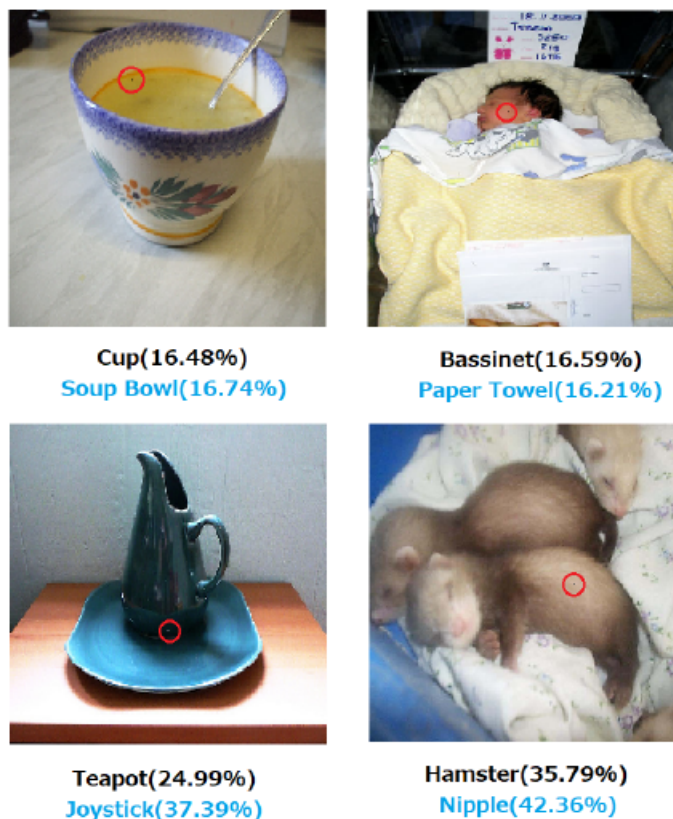 Cup(16.48%)
Soup Bowl(16.74%)
Bassinet(16.59%)
Paper Towel(16.21%)
Teapot(24.99%)
Joystick(37.39%)
Hamster(35.79%)
Nipple(42.36%)